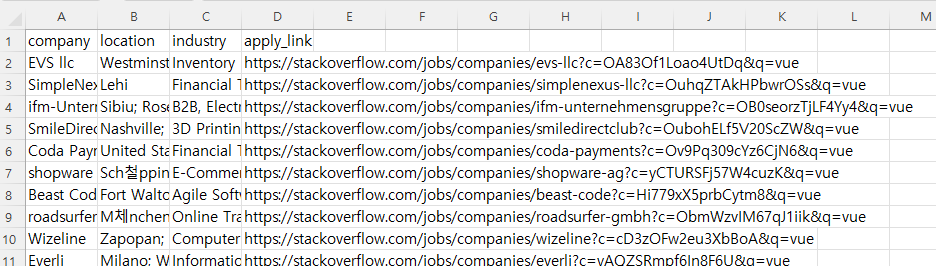 A B C D E F G H I J K L M
1 company location industry apply_link
2 EVS llc Westminst Inventory https://stackoverflow.com/jobs/companies/evs-llc?c=OA83Of1Loao4UtDq&q=vue
3 SimpleNex Lehi Financial T https://stackoverflow.com/jobs/companies/simplenexus-llc?c=OuhqZTAkHPbwrOSs&q=vue
4 ifm-Untern Sibiu; Rose B2B, Electr https://stackoverflow.com/jobs/companies/ifm-unternehmensgruppe?c=OB0seorzTjLF4Yy4&q=vue
5 SmileDirec Nashville; 3D Printin https://stackoverflow.com/jobs/companies/smiledirectclub?c=OubohELf5V20ScZW&q=vue
6 Coda Payr United Sta Financial T https://stackoverflow.com/jobs/companies/coda-payments?c=Ov9Pq309cYz6CjN6&q=vue
7 shopware Sch철ppin E-Comme https://stackoverflow.com/jobs/companies/shopware-ag?c=yCTURSFj57W4cuzK&q=vue
8 Beast Cod Fort Walto Agile Softv https://stackoverflow.com/jobs/companies/beast-code?c=Hi779xX5prbCytm8&q=vue
9 roadsurfer M체nchen Online Tra https://stackoverflow.com/jobs/companies/roadsurfer-gmbh?c=ObmWzvIM67qJ1iik&q=vue
10 Wizeline Zapopan; Computer https://stackoverflow.com/jobs/companies/wizeline?c=cD3zOFw2eu3XbBoA&q=vue
11 Everli Milano; W Informatio https://stackoverflow.com/jobs/companies/everli?c=yAQZSRmpf6In8F6U&q=vue